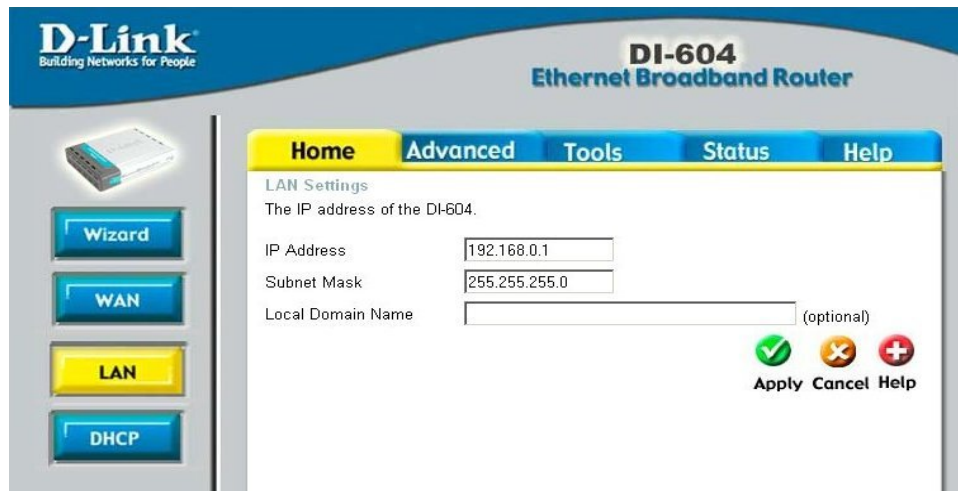 D-Link
Building Networks for People
DI-604
Ethernet Broadband Router
Home Advanced Tools Status Help
Wizard
WAN
LAN
DHCP
LAN Settings
The IP address of the DI-604.
IP Address 192.168.0.1
Subnet Mask 255.255.255.0
Local Domain Name (optional)
Apply Cancel Help